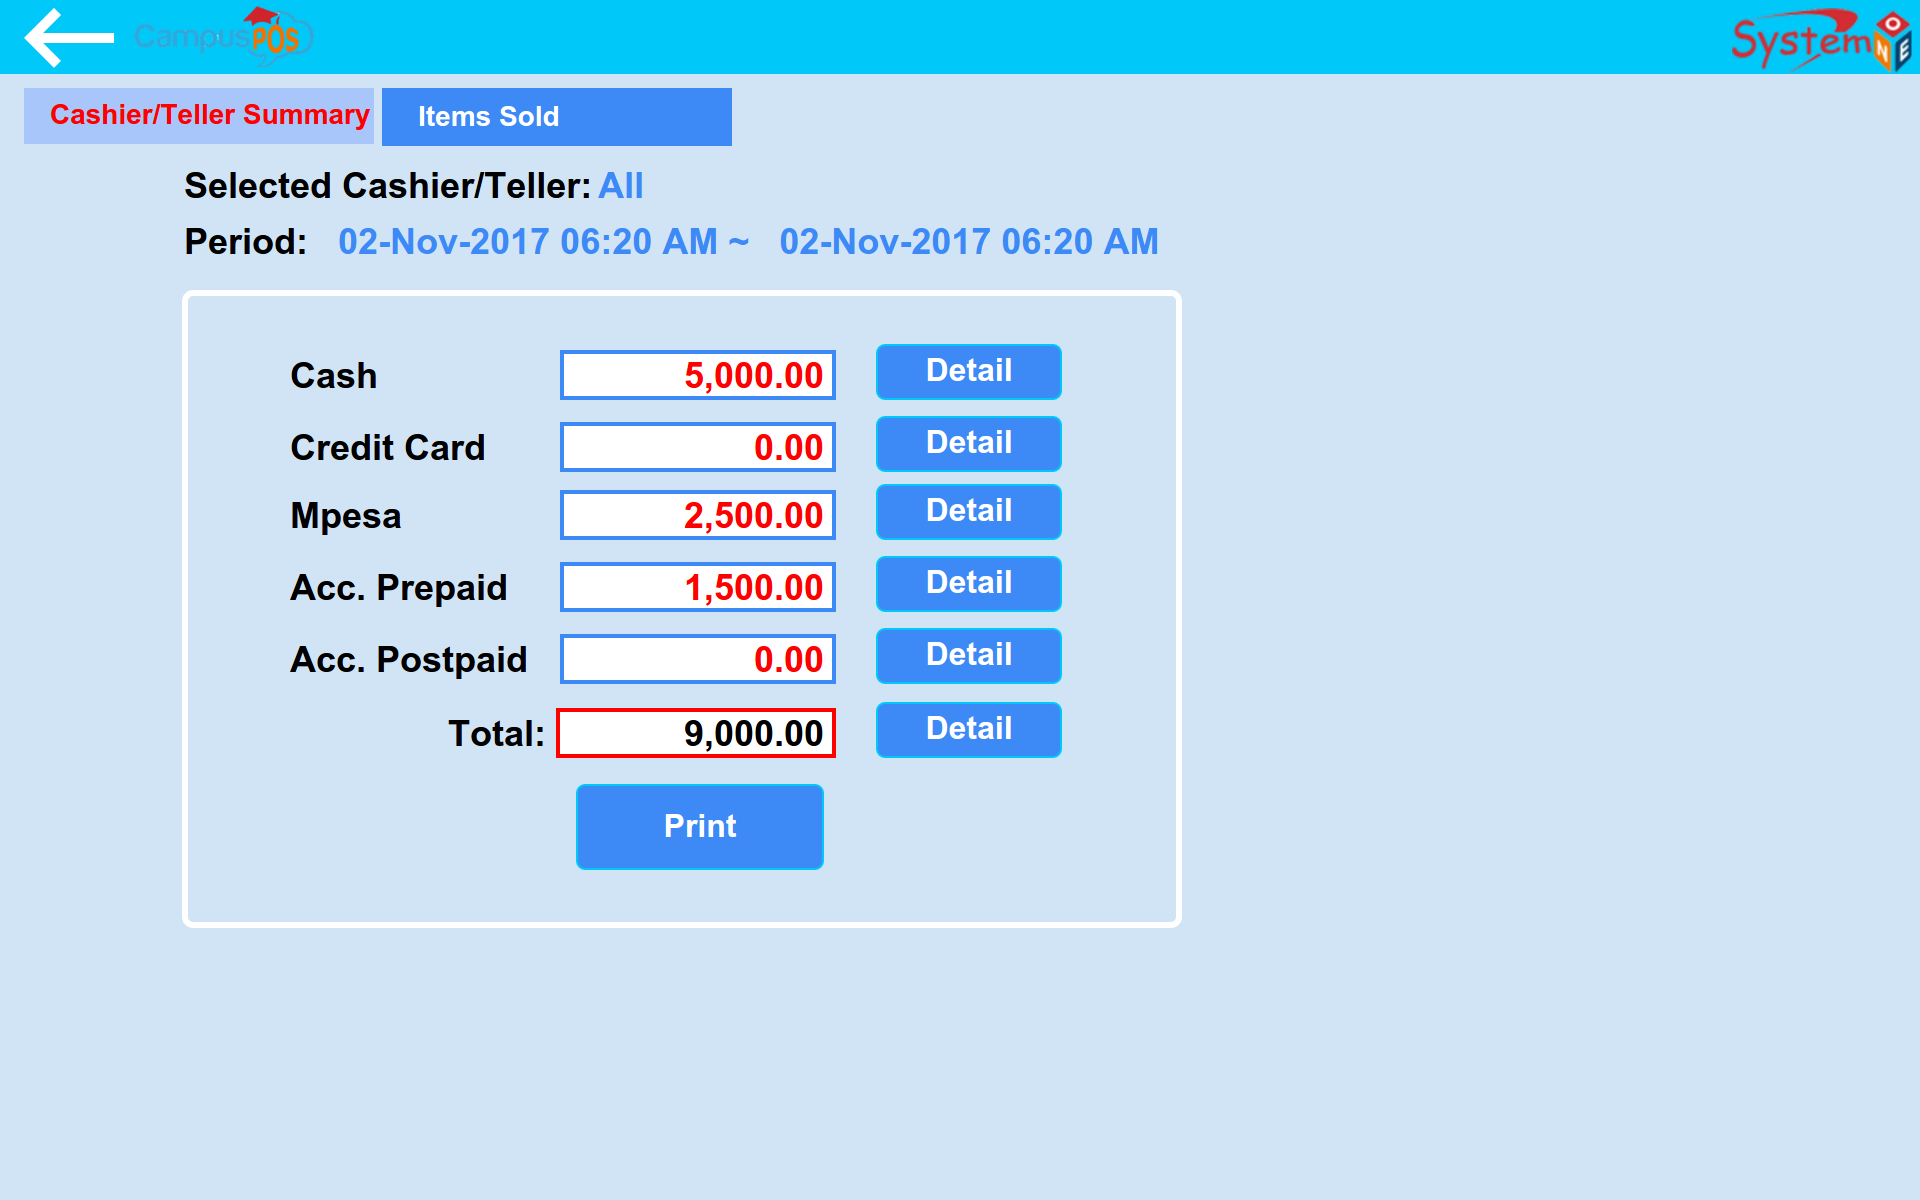 CampusPOS
SystemONE
Cashier/Teller Summary
Items Sold
Selected Cashier/Teller: All
Period: 02-Nov-2017 06:20 AM ~ 02-Nov-2017 06:20 AM
Cash 5,000.00 Detail
Credit Card 0.00 Detail
Mpesa 2,500.00 Detail
Acc. Prepaid 1,500.00 Detail
Acc. Postpaid 0.00 Detail
Total: 9,000.00 Detail
Print